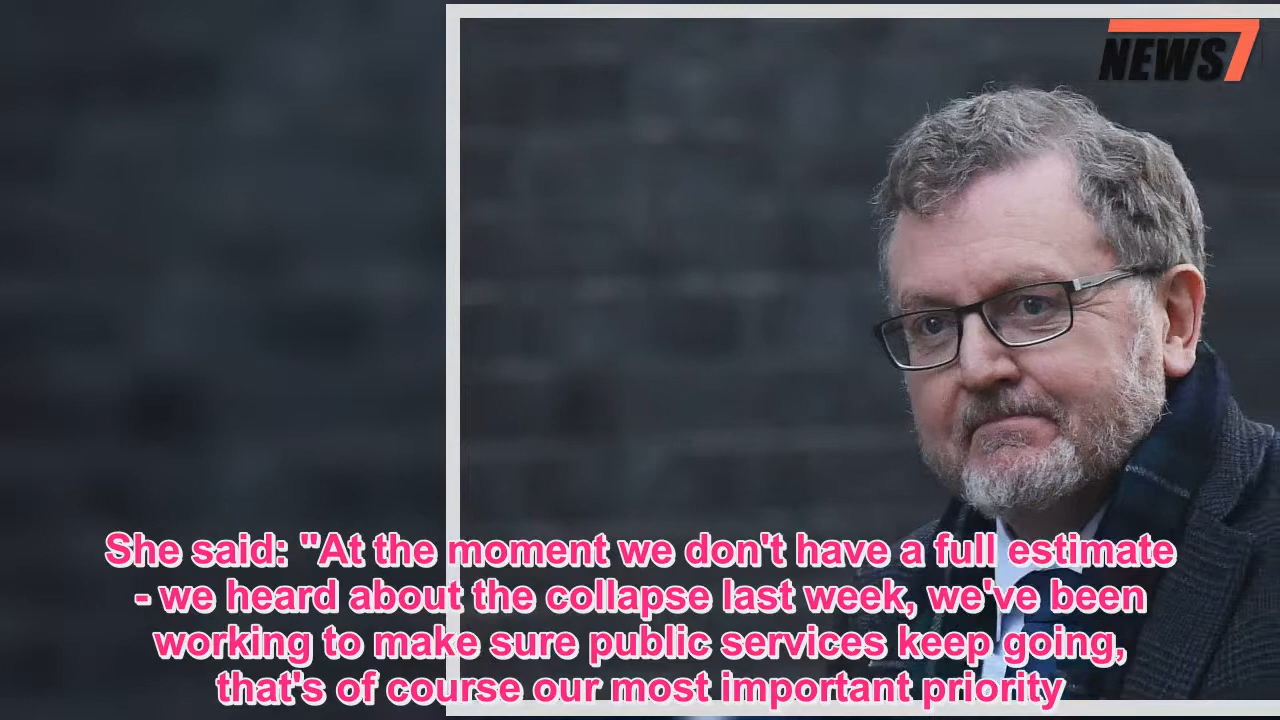 NEWS7
She said: "At the moment we don't have a full estimate
- we heard about the collapse last week, we've been
working to make sure public services keep going,
that's of course our most important priority